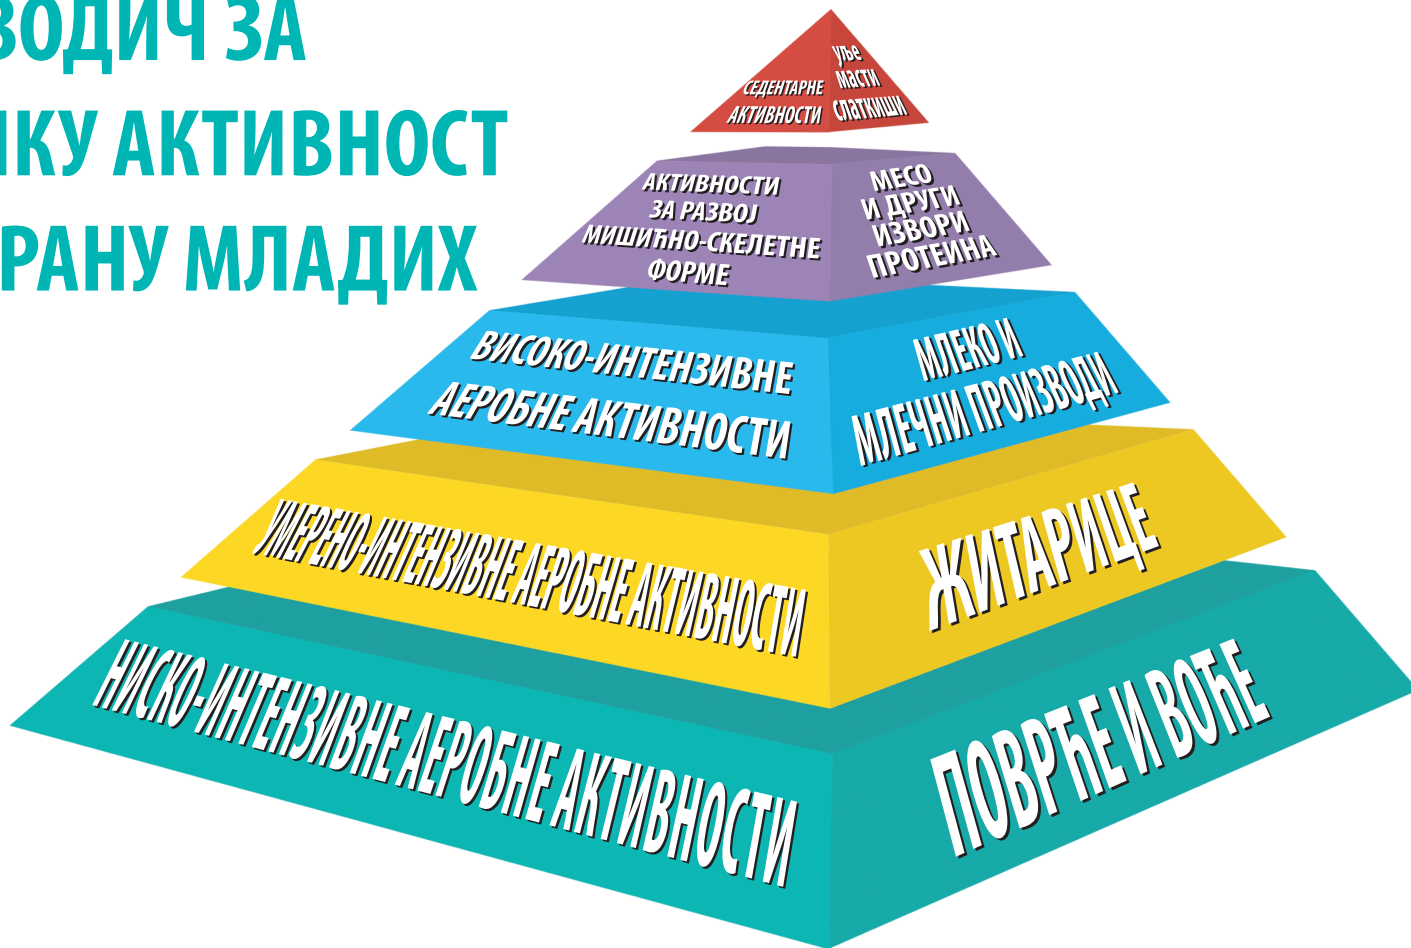 ВОДИЧ ЗА
КУ АКТИВНОСТ
РАНУ МЛАДИХ
СЕДЕНТАРНЕ
АКТИВНОСТИ
уље
масти
слаткиши
АКТИВНОСТИ
ЗА РАЗВОЈ
МИШИЋНО-СКЕЛЕТНЕ
ФОРМЕ
МЕСО
И ДРУГИ
ИЗВОРИ
ПРОТЕИНА
ВИСОКО-ИНТЕНЗИВНЕ
АЕРОБНЕ АКТИВНОСТИ
МЛЕКО И
МЛЕЧНИ ПРОИЗВОДИ
УМЕРЕНО-ИНТЕНЗИВНЕ АЕРОБНЕ АКТИВНОСТИ
ЖИТАРИЦЕ
НИСКО-ИНТЕНЗИВНЕ АЕРОБНЕ АКТИВНОСТИ
ПОВРЋЕ И ВОЋЕ